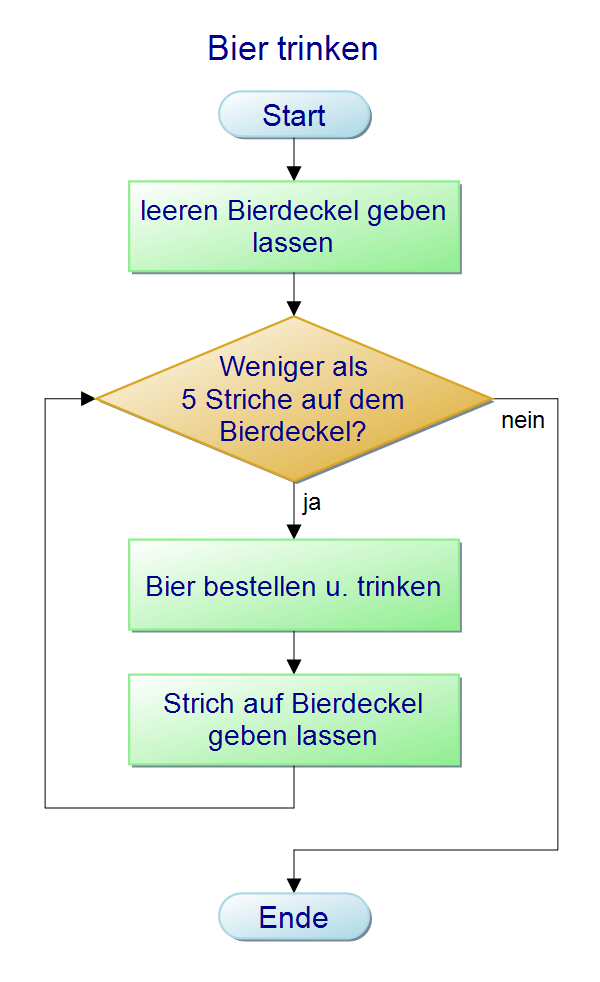 Bier trinken
Start
leeren Bierdeckel geben
lassen
Weniger als
5 Striche auf dem
Bierdeckel?
nein
ja
Bier bestellen u. trinken
Strich auf Bierdeckel
geben lassen
Ende